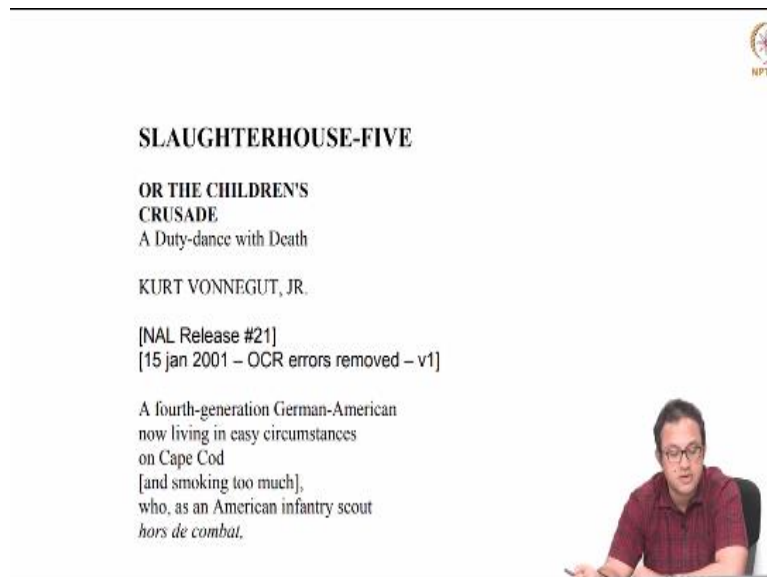 SLAUGHTERHOUSE-FIVE
OR THE CHILDREN'S
CRUSADE
A Duty-dance with Death
KURT VONNEGUT, JR.
[NAL Release #21]
[15 jan 2001 – OCR errors removed – v1]
A fourth-generation German-American
now living in easy circumstances
on Cape Cod
[and smoking too much],
who, as an American infantry scout
hors de combat,